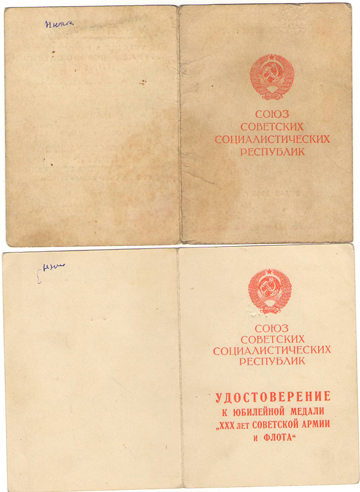 СОЮЗ
СОВЕТСКИХ
СОЦИАЛИСТИЧЕСКИХ
РЕСПУБЛИК
СОЮЗ
СОВЕТСКИХ
СОЦИАЛИСТИЧЕСКИХ
РЕСПУБЛИК
УДОСТОВЕРЕНИЕ
К ЮБИЛЕЙНОЙ МЕДАЛИ
„XXX ЛЕТ СОВЕТСКОЙ АРМИИ
И ФЛОТА“